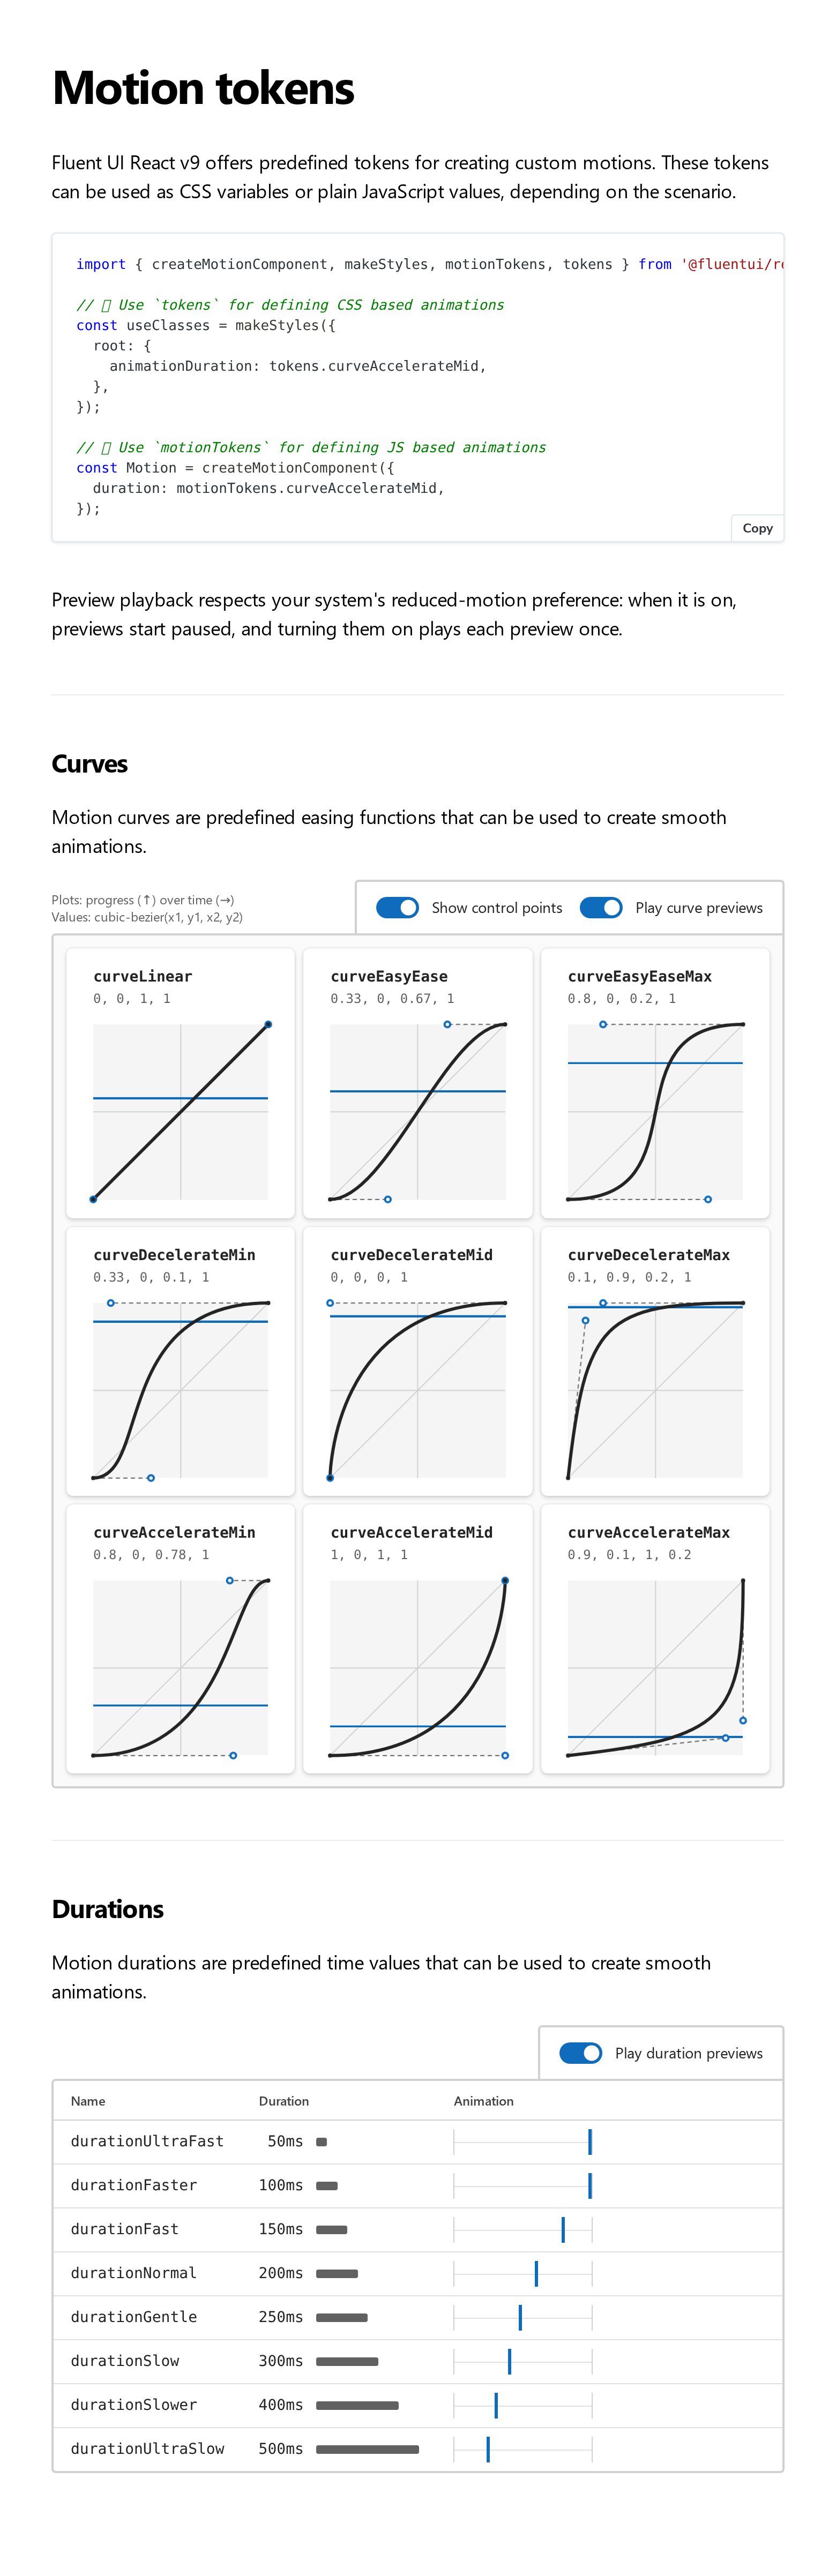 Motion tokens
Fluent UI React v9 offers predefined tokens for creating custom motions. These tokens
can be used as CSS variables or plain JavaScript values, depending on the scenario.
import { createMotionComponent, makeStyles, motionTokens, tokens } from '@fluentui/re
// Use `tokens` for defining CSS based animations
const useClasses = makeStyles({
root: {
animationDuration: tokens.curveAccelerateMid,
},
});
// Use `motionTokens` for defining JS based animations
const Motion = createMotionComponent({
duration: motionTokens.curveAccelerateMid,
});
Copy
Preview playback respects your system's reduced-motion preference: when it is on,
previews start paused, and turning them on plays each preview once.
Curves
Motion curves are predefined easing functions that can be used to create smooth
animations.
Plots: progress (↑) over time (→)
Values: cubic-bezier(x1, y1, x2, y2)
Show control points
Play curve previews
curveLinear
0, 0, 1, 1
curveEasyEase
0.33, 0, 0.67, 1
curveEasyEaseMax
0.8, 0, 0.2, 1
curveDecelerateMin
0.33, 0, 0.1, 1
curveDecelerateMid
0, 0, 0, 1
curveDecelerateMax
0.1, 0.9, 0.2, 1
curveAccelerateMin
0.8, 0, 0.78, 1
curveAccelerateMid
1, 0, 1, 1
curveAccelerateMax
0.9, 0.1, 1, 0.2
Durations
Motion durations are predefined time values that can be used to create smooth
animations.
Play duration previews
Name Duration Animation
durationUltraFast 50ms
durationFaster 100ms
durationFast 150ms
durationNormal 200ms
durationGentle 250ms
durationSlow 300ms
durationSlower 400ms
durationUltraSlow 500ms